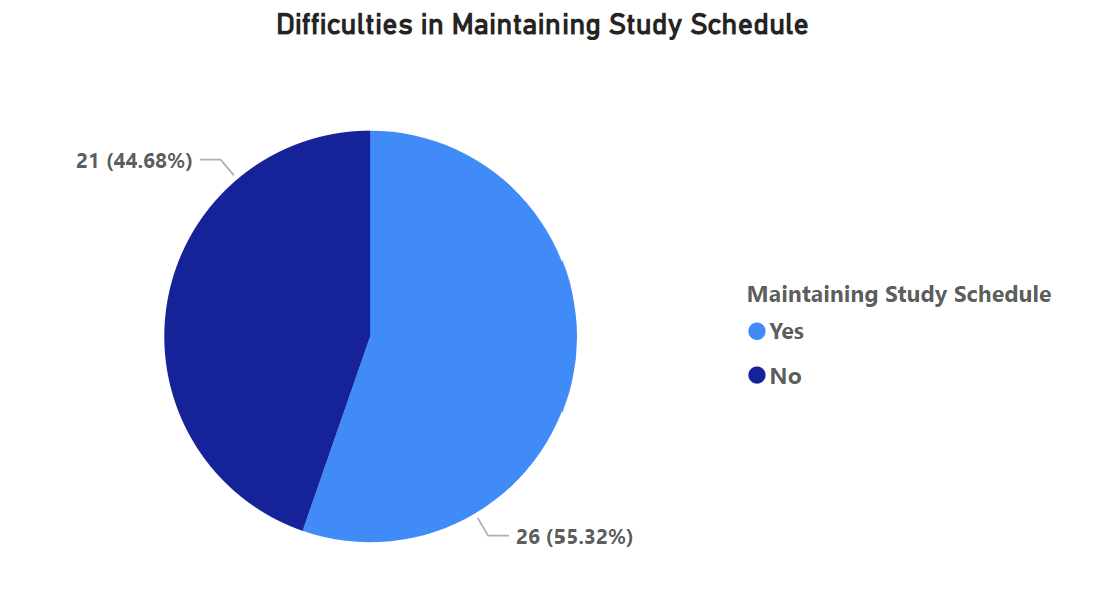 Difficulties in Maintaining Study Schedule
21 (44.68%)
Maintaining Study Schedule
Yes
No
26 (55.32%)